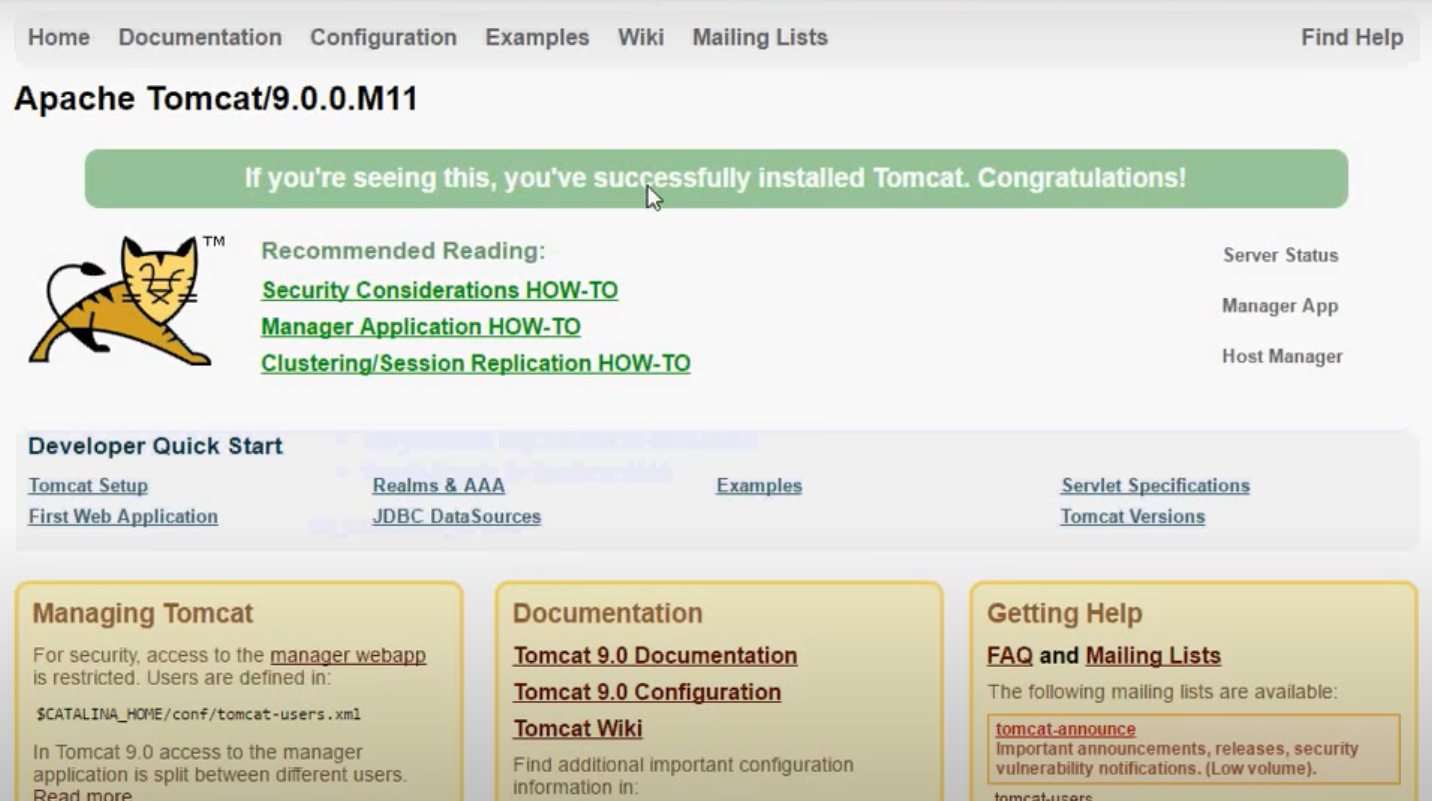 Home Documentation Configuration Examples Wiki Mailing Lists Find Help
Apache Tomcat/9.0.0.M11
If you're seeing this, you've successfully installed Tomcat. Congratulations!
TM
Recommended Reading:
Security Considerations HOW-TO
Manager Application HOW-TO
Clustering/Session Replication HOW-TO
Server Status
Manager App
Host Manager
Developer Quick Start
Tomcat Setup
First Web Application
Realms & AAA
JDBC DataSources
Examples
Servlet Specifications
Tomcat Versions
Managing Tomcat
For security, access to the manager webapp
is restricted. Users are defined in:
$CATALINA_HOME/conf/tomcat-users.xml
In Tomcat 9.0 access to the manager
application is split between different users.
Read more
Documentation
Tomcat 9.0 Documentation
Tomcat 9.0 Configuration
Tomcat Wiki
Find additional important configuration
information in:
Getting Help
FAQ and Mailing Lists
The following mailing lists are available:
tomcat-announce
Important announcements, releases, security
vulnerability notifications. (Low volume).
tomcat-users